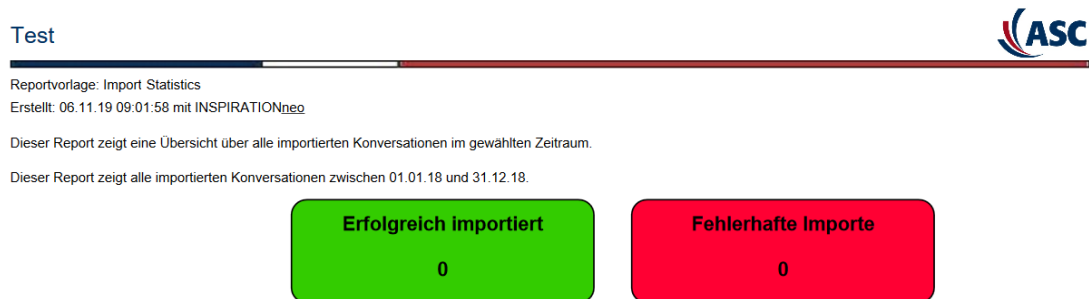 Test
ASC
Reportvorlage: Import Statistics
Erstellt: 06.11.19 09:01:58 mit INSPIRATIONneo
Dieser Report zeigt eine Übersicht über alle importierten Konversationen im gewählten Zeitraum.
Dieser Report zeigt alle importierten Konversationen zwischen 01.01.18 und 31.12.18.
Erfolgreich importiert
0
Fehlerhafte Importe
0